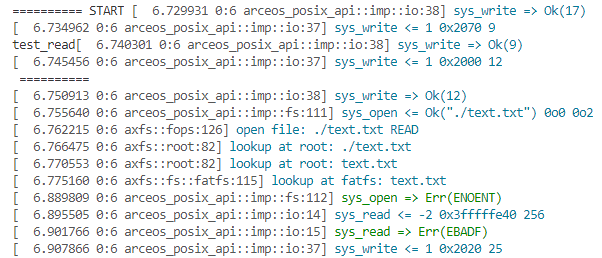 ========== START [  6.729931 0:6 arceos_posix_api::imp::io:38] sys_write => Ok(17)
[  6.734962 0:6 arceos_posix_api::imp::io:37] sys_write <= 1 0x2070 9
test_read[  6.740301 0:6 arceos_posix_api::imp::io:38] sys_write => Ok(9)
[  6.745456 0:6 arceos_posix_api::imp::io:37] sys_write <= 1 0x2000 12
 ==========
[  6.750913 0:6 arceos_posix_api::imp::io:38] sys_write => Ok(12)
[  6.755640 0:6 arceos_posix_api::imp::fs:111] sys_open <= Ok("./text.txt") 0o0 0o2
[  6.762215 0:6 axfs::fops:126] open file: ./text.txt READ
[  6.766475 0:6 axfs::root:82] lookup at root: ./text.txt
[  6.770553 0:6 axfs::root:82] lookup at root: text.txt
[  6.775160 0:6 axfs::fs::fatfs:115] lookup at fatfs: text.txt
[  6.889809 0:6 arceos_posix_api::imp::fs:112] sys_open => Err(ENOENT)
[  6.895505 0:6 arceos_posix_api::imp::io:14] sys_read <= -2 0x3fffffe40 256
[  6.901766 0:6 arceos_posix_api::imp::io:15] sys_read => Err(EBADF)
[  6.907866 0:6 arceos_posix_api::imp::io:37] sys_write <= 1 0x2020 25